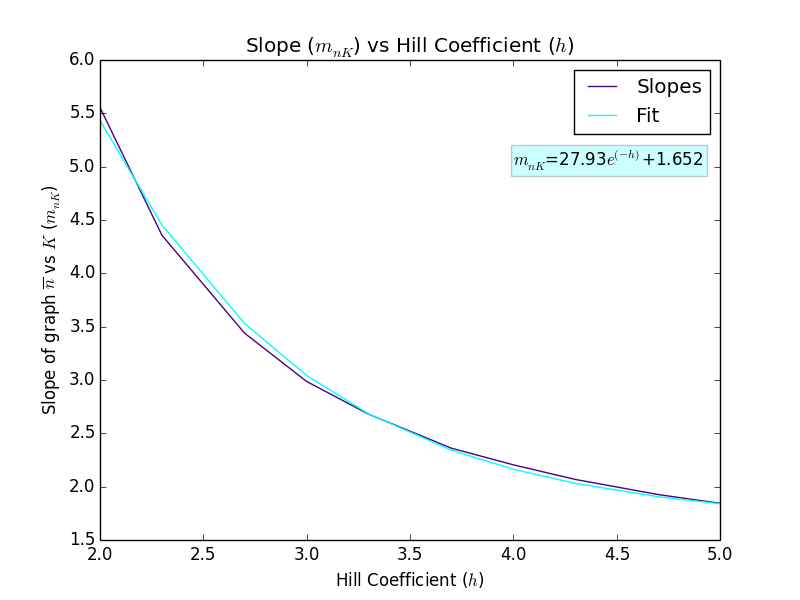 Slope (m_{nK}) vs Hill Coefficient (h)
6.0
5.5
5.0
4.5
4.0
3.5
3.0
2.5
2.0
1.5
Slope of graph n̅ vs K (m_{nK})
Slopes
Fit
m_{nK}=27.93e^{(−h)}+1.652
2.0 2.5 3.0 3.5 4.0 4.5 5.0
Hill Coefficient (h)